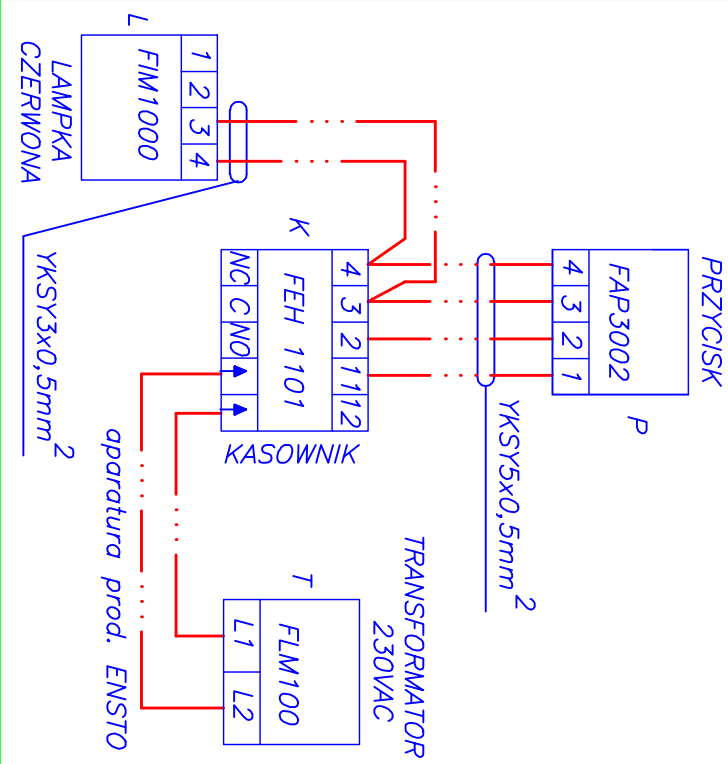 PRZYCISK
P
FAP3002
4 3 2 1
YKSY5x0,5mm²
TRANSFORMATOR
230VAC
T
FLM100
L1 L2
K
4 3 2 11 12
FEH 1101
NC C NO
KASOWNIK
L
1 2 3 4
FIM1000
LAMPKA
CZERWONA
YKSY3x0,5mm²
aparatura prod. ENSTO